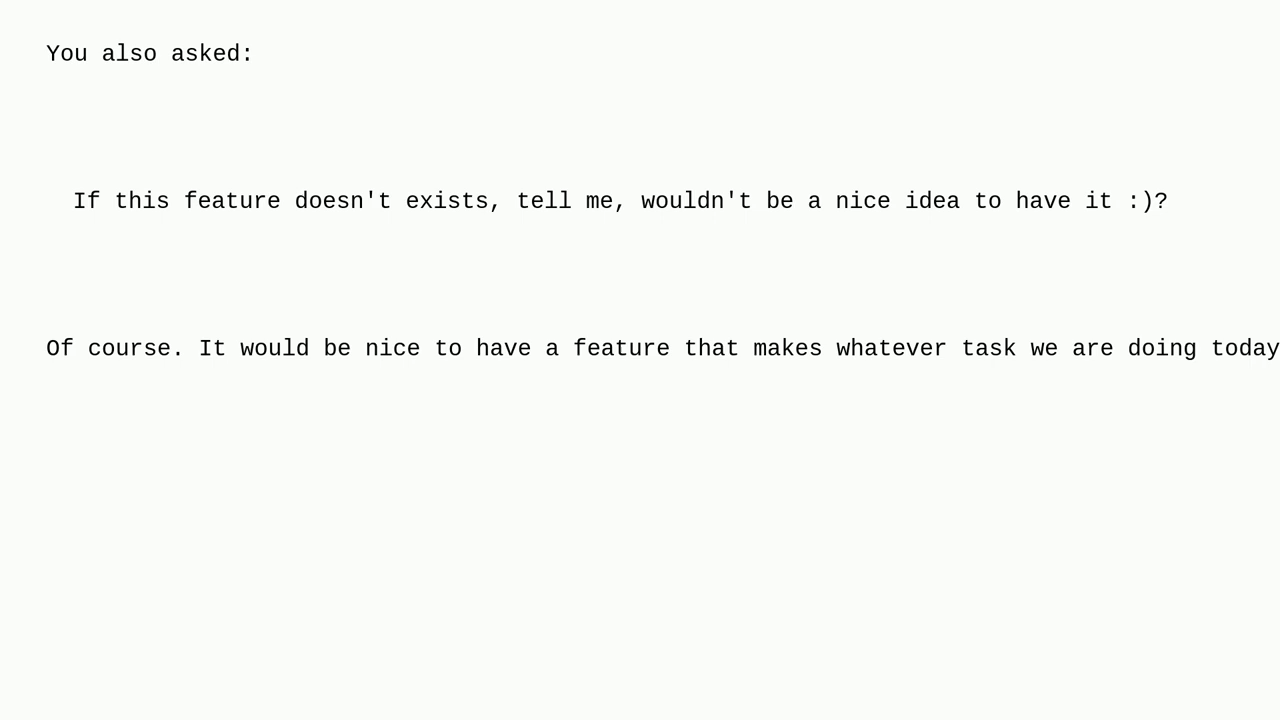 You also asked:
If this feature doesn't exists, tell me, wouldn't be a nice idea to have it :)?
Of course. It would be nice to have a feature that makes whatever task we are doing today